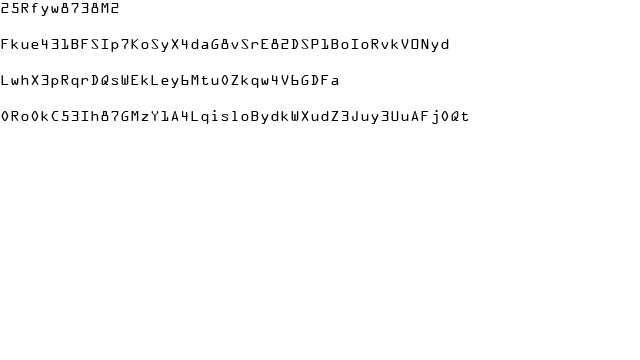 25Rfyw8738M2
Fkue431BFSIp7KoSyX4daG8vSrE82DSP1BoIoRvkVONyd
LwhX3pRqrDQsWEkLey6Mtu0Zkqw4V6GDFa
0Ro0kC53Ih87GMzY1A4LqisloBydkWXudZ3Juy3UuAFj0Qt